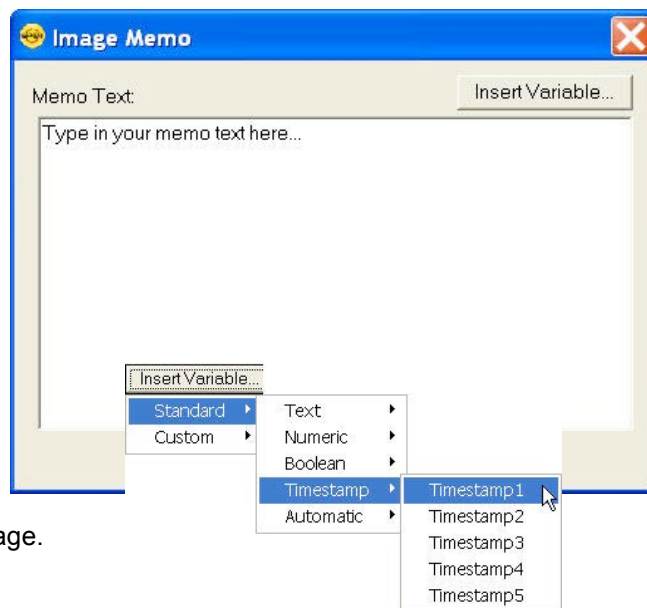 Image Memo
Memo Text:
Insert Variable...
Type in your memo text here...
Insert Variable...
Standard
Custom
Text
Numeric
Boolean
Timestamp
Automatic
Timestamp1
Timestamp2
Timestamp3
Timestamp4
Timestamp5
age.